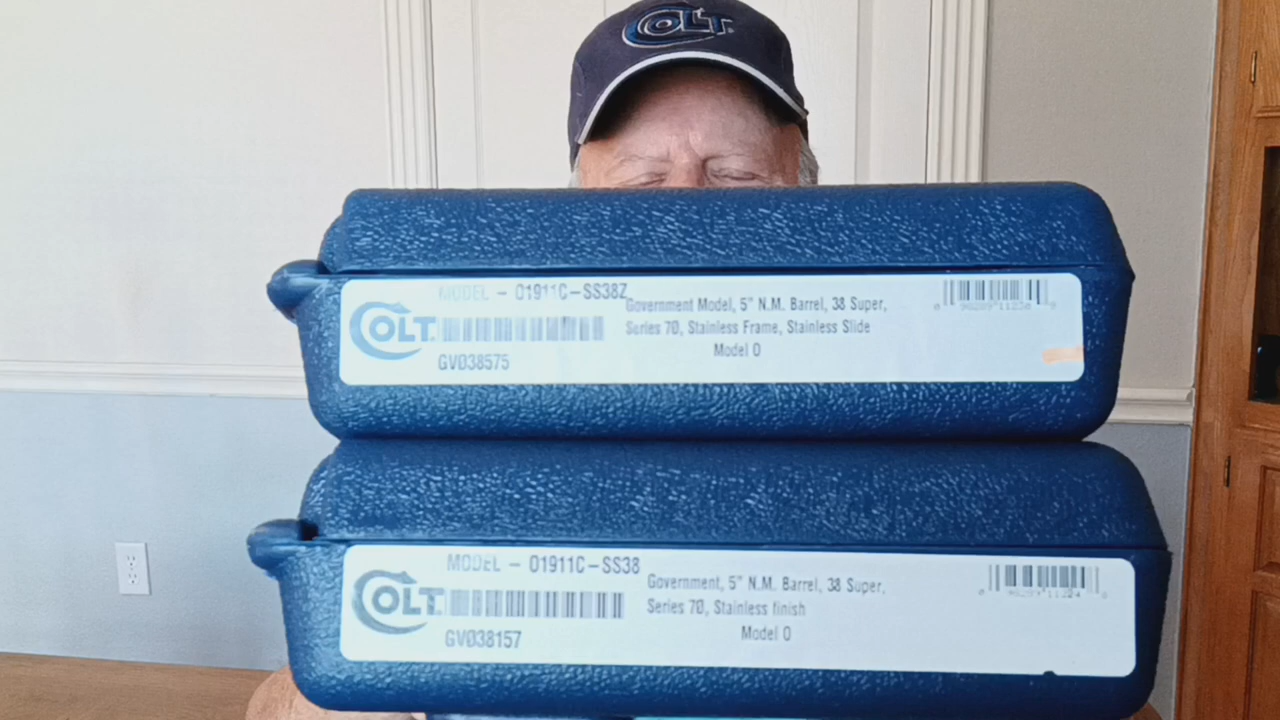 COLT
MODEL - O1911C-SS38Z
Government Model, 5" N.M. Barrel, 38 Super,
Series 70, Stainless Frame, Stainless Slide
Model O
COLT.
GV038575
MODEL - O1911C-SS38
Government, 5" N.M. Barrel, 38 Super,
Series 70, Stainless finish
Model O
COLT.
GV038157